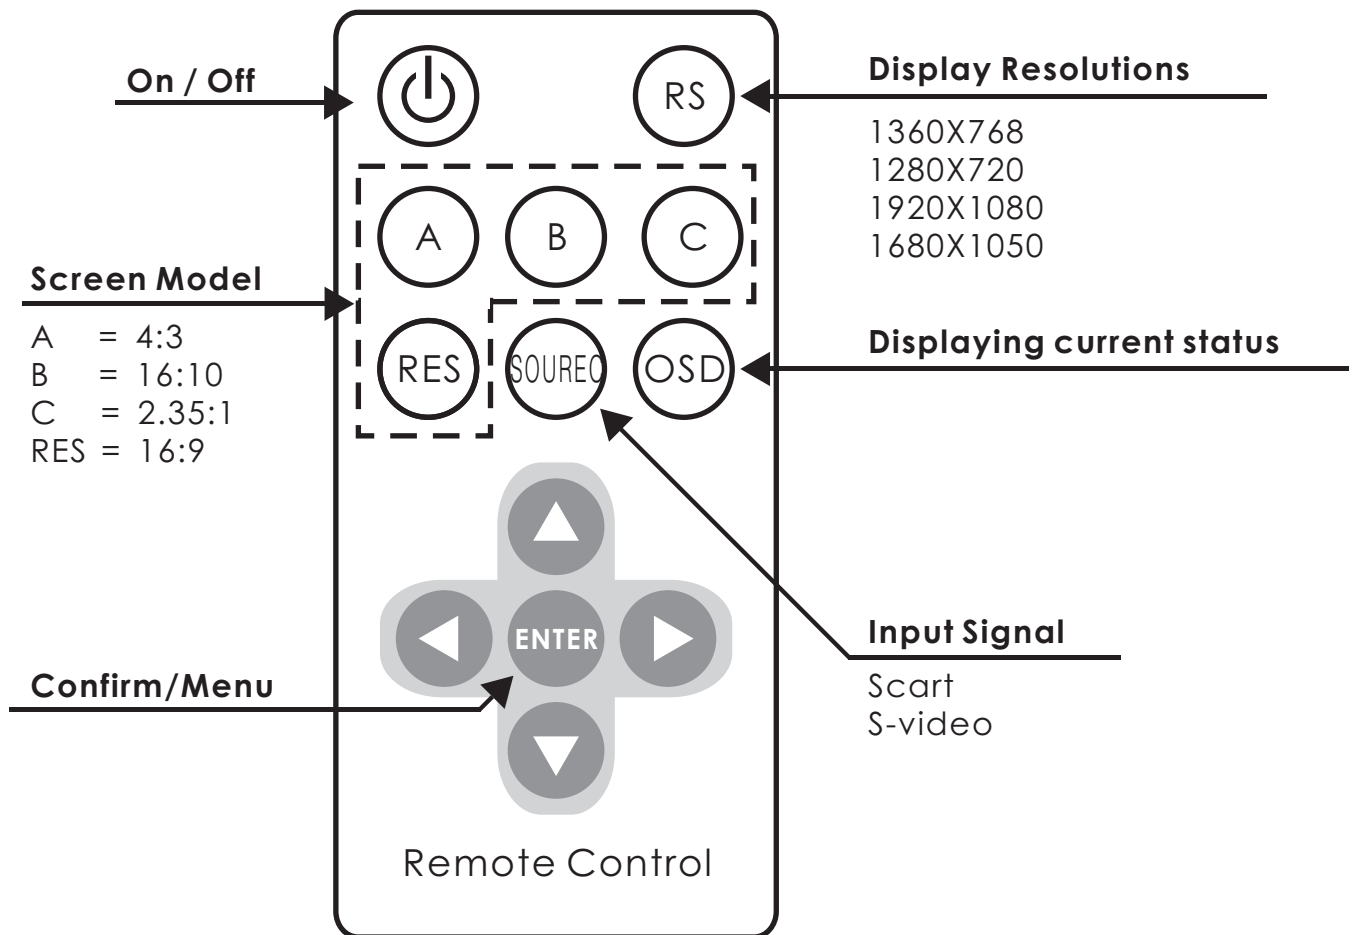 On / Off
RS
Display Resolutions
1360X768
1280X720
1920X1080
1680X1050
A
B
C
Screen Model
A = 4:3
B = 16:10
C = 2.35:1
RES = 16:9
RES
SOUREC
OSD
Displaying current status
ENTER
Input Signal
Scart
S-video
Confirm/Menu
Remote Control